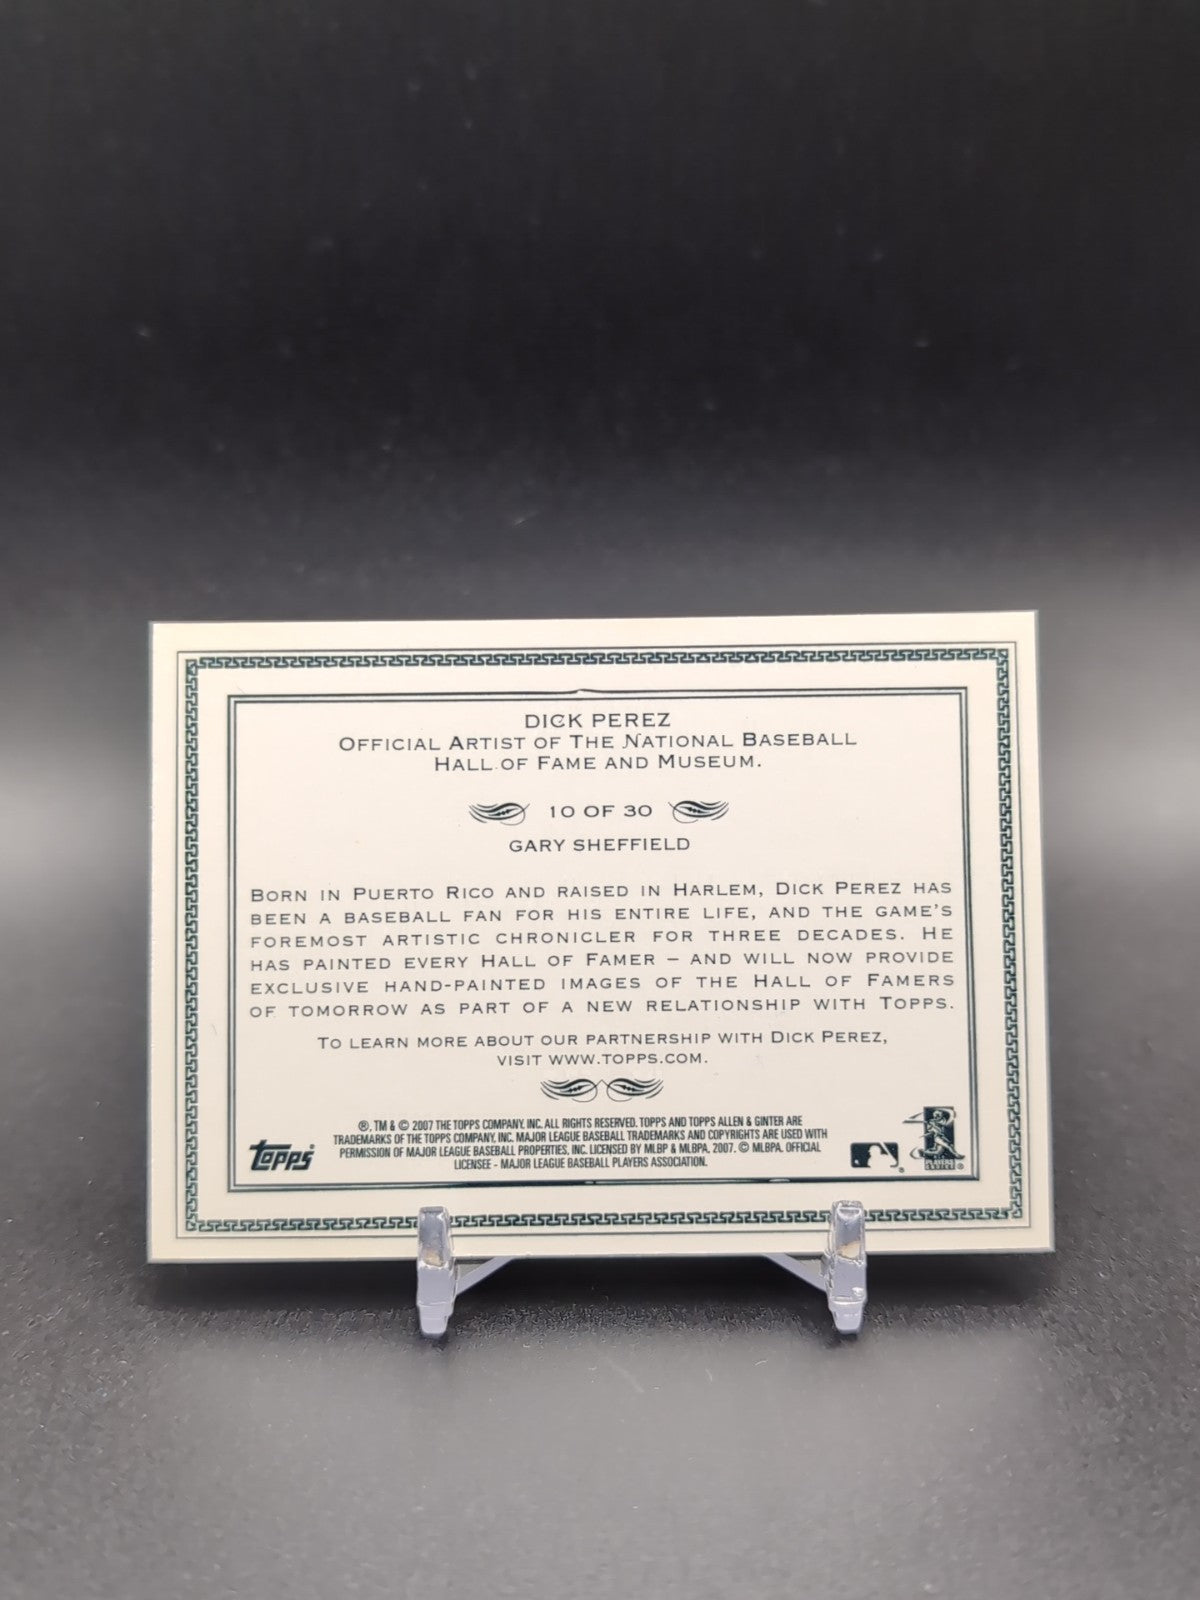 DICK PEREZ
OFFICIAL ARTIST OF THE NATIONAL BASEBALL
HALL OF FAME AND MUSEUM.
10 OF 30
GARY SHEFFIELD
BORN IN PUERTO RICO AND RAISED IN HARLEM, DICK PEREZ HAS
BEEN A BASEBALL FAN FOR HIS ENTIRE LIFE, AND THE GAME'S
FOREMOST ARTISTIC CHRONICLER FOR THREE DECADES. HE
HAS PAINTED EVERY HALL OF FAMER – AND WILL NOW PROVIDE
EXCLUSIVE HAND-PAINTED IMAGES OF THE HALL OF FAMERS
OF TOMORROW AS PART OF A NEW RELATIONSHIP WITH TOPPS.
TO LEARN MORE ABOUT OUR PARTNERSHIP WITH DICK PEREZ,
VISIT WWW.TOPPS.COM.
®, TM & © 2007 THE TOPPS COMPANY, INC. ALL RIGHTS RESERVED. TOPPS AND TOPPS ALLEN & GINTER ARE
TRADEMARKS OF THE TOPPS COMPANY, INC. MAJOR LEAGUE BASEBALL TRADEMARKS AND COPYRIGHTS ARE USED WITH
PERMISSION OF MAJOR LEAGUE BASEBALL PROPERTIES, INC. LICENSED BY MLBP & MLBPA, 2007. © MLBPA. OFFICIAL
LICENSEE - MAJOR LEAGUE BASEBALL PLAYERS ASSOCIATION.
Topps®
PLAYERS
CHOICE ®